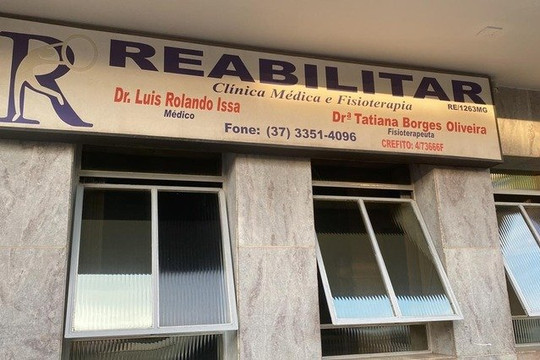 R REABILITAR
Clínica Médica e Fisioterapia
RE/1263MG
Dr. Luis Rolando Issa
Médico
Drª Tatiana Borges Oliveira
Fisioterapeuta
CREFITO: 4/73666F
Fone: (37) 3351-4096